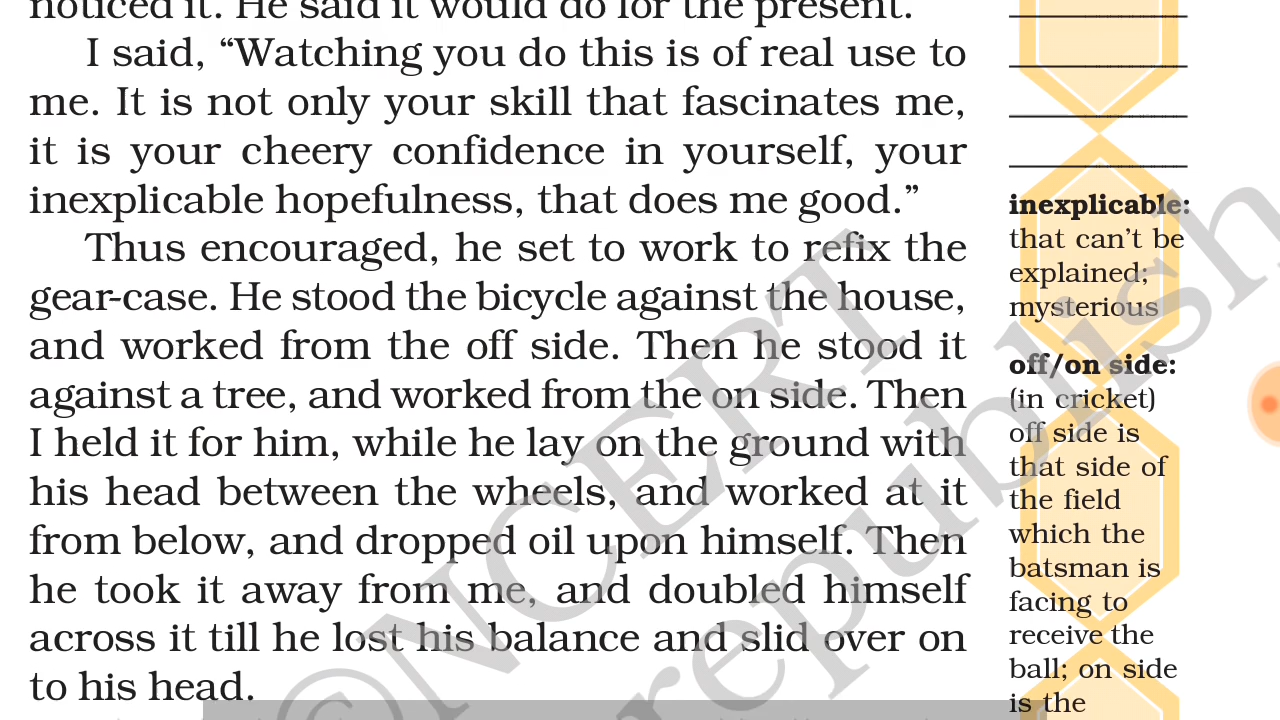 noticed it. He said it would do for the present.
I said, “Watching you do this is of real use to
me. It is not only your skill that fascinates me,
it is your cheery confidence in yourself, your
inexplicable hopefulness, that does me good.”
Thus encouraged, he set to work to refix the
gear-case. He stood the bicycle against the house,
and worked from the off side. Then he stood it
against a tree, and worked from the on side. Then
I held it for him, while he lay on the ground with
his head between the wheels, and worked at it
from below, and dropped oil upon himself. Then
he took it away from me, and doubled himself
across it till he lost his balance and slid over on
to his head.
inexplicable:
that can’t be
explained;
mysterious
off/on side:
(in cricket)
off side is
that side of
the field
which the
batsman is
facing to
receive the
ball; on side
is the
©NCERT
republish